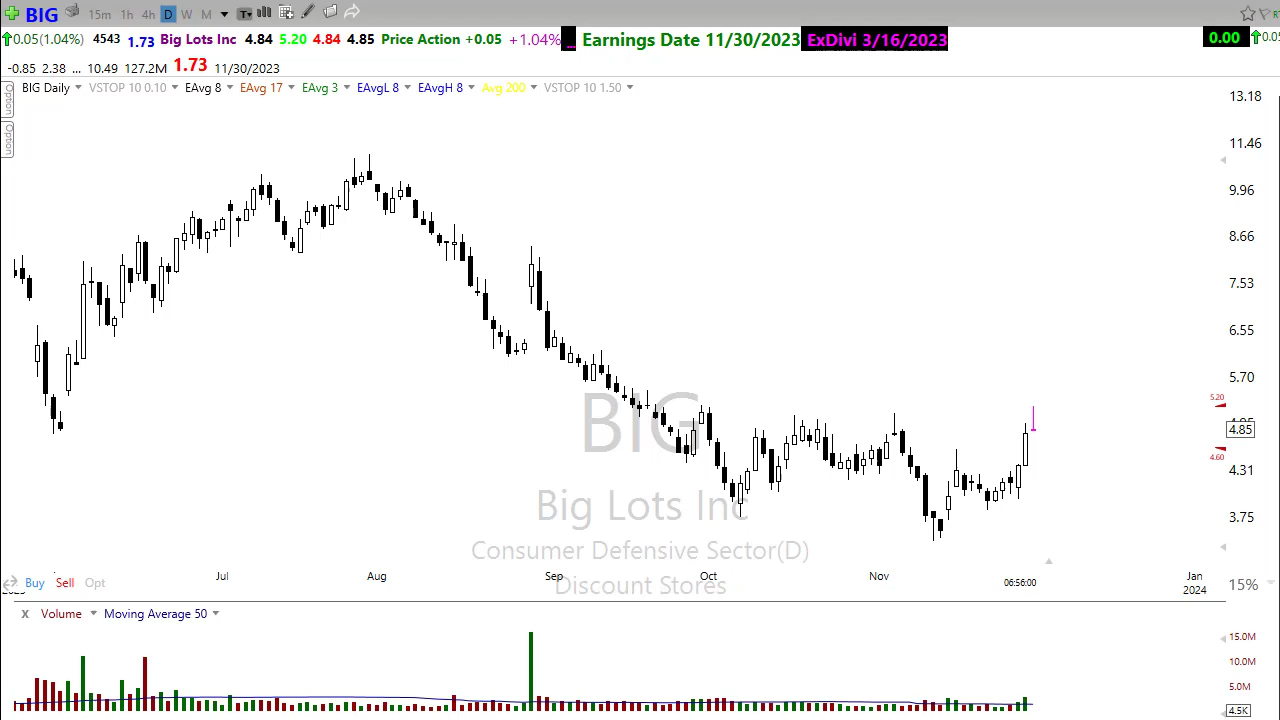 BIG 15m 1h 4h D W M T
0.05(1.04%) 4543 1.73 Big Lots Inc 4.84 5.20 4.84 4.85 Price Action +0.05 +1.04% ... Earnings Date 11/30/2023 ExDivi 3/16/2023 0.00
-0.85 2.38 ... 10.49 127.2M 1.73 11/30/2023
BIG Daily VSTOP 10 0.10 EAvg 8 EAvg 17 EAvg 3 EAvgL 8 EAvgH 8 Avg 200 VSTOP 10 1.50
Option
Option
13.18
11.46
9.96
8.66
7.53
6.55
5.70
5.20
4.85
4.60
4.31
3.75
BIG
Big Lots Inc
Consumer Defensive Sector(D)
Discount Stores
Jul Aug Sep Oct Nov Jan
2024
06:56:00
15%
Buy Sell Opt
X Volume Moving Average 50
15.0M
10.0M
5.0M
4.5K